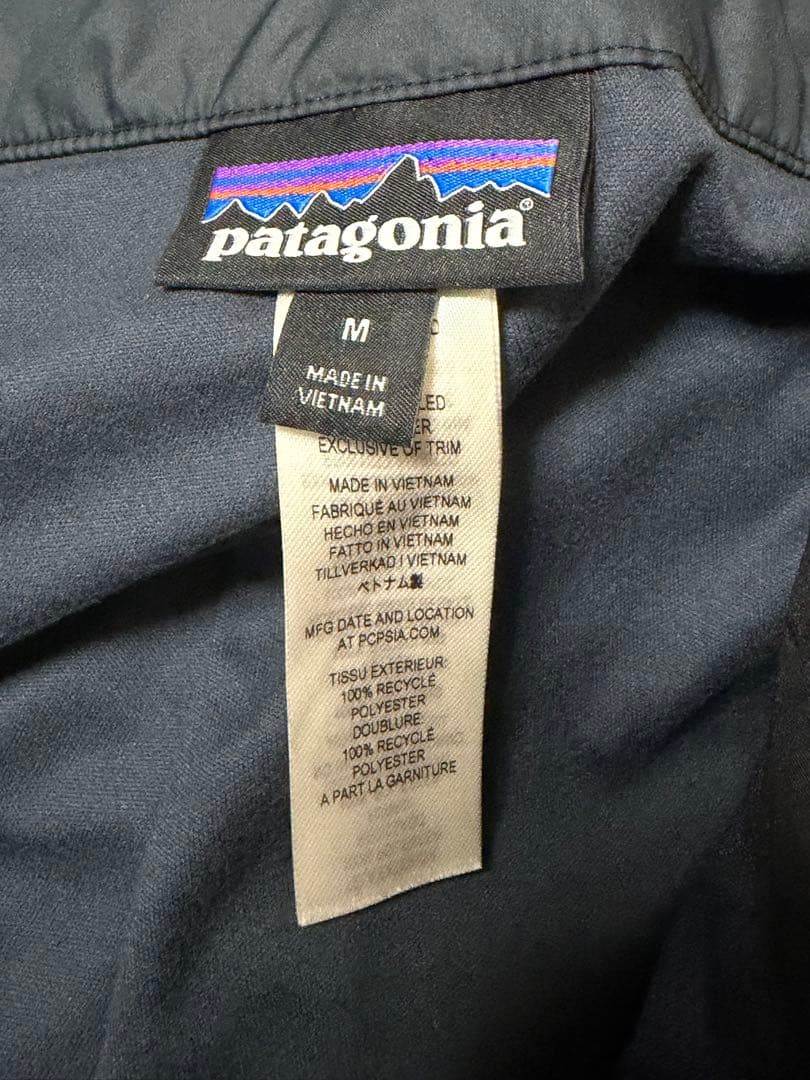 patagonia®
M
MADE IN
VIETNAM
EXCLUSIVE OF TRIM
MADE IN VIETNAM
FABRIQUÉ AU VIETNAM
HECHO EN VIETNAM
FATTO IN VIETNAM
TILLVERKAD I VIETNAM
ベトナム製
MFG DATE AND LOCATION
AT PCPSIA.COM
TISSU EXTERIEUR:
100% RECYCLÉ
POLYESTER
DOUBLURE:
100% RECYCLÉ
POLYESTER
A PART LA GARNITURE